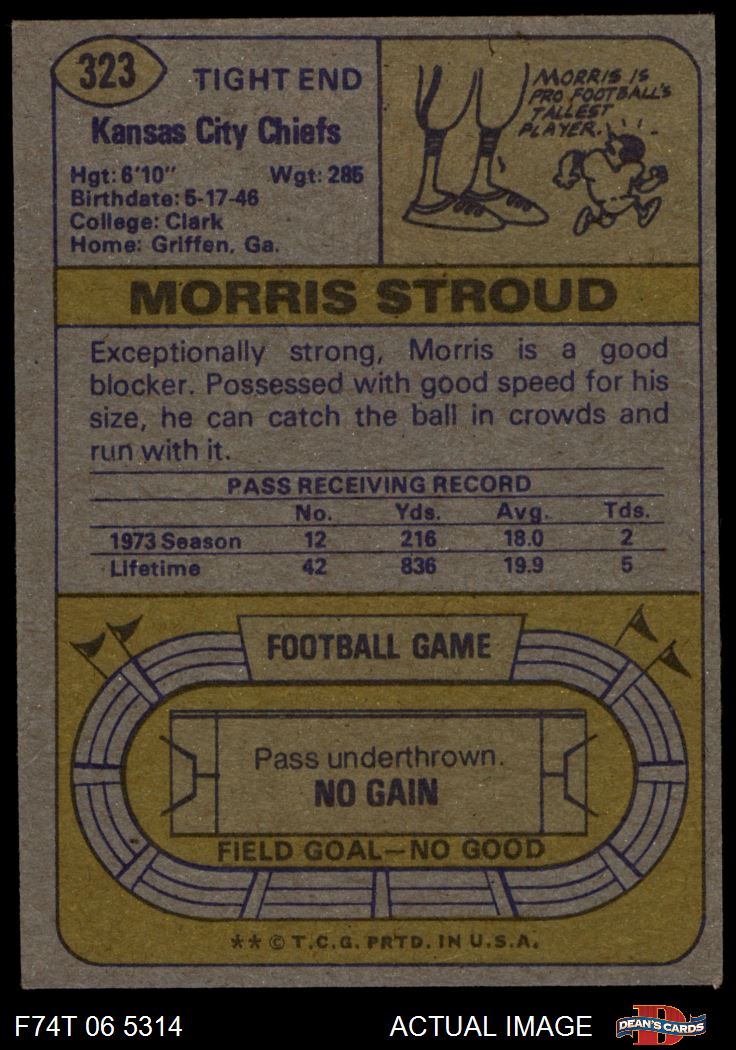 323
TIGHT END
Kansas City Chiefs
Hgt: 6'10" Wgt: 285
Birthdate: 5-17-46
College: Clark
Home: Griffen, Ga.
MORRIS IS
PRO FOOTBALL'S
TALLEST
PLAYER.
MORRIS STROUD
Exceptionally strong, Morris is a good
blocker. Possessed with good speed for his
size, he can catch the ball in crowds and
run with it.
PASS RECEIVING RECORD
No. Yds. Avg. Tds.
1973 Season 12 216 18.0 2
Lifetime 42 836 19.9 5
FOOTBALL GAME
Pass underthrown.
NO GAIN
FIELD GOAL—NO GOOD
** © T.C.G. PRTD. IN U.S.A.
F74T 06 5314 ACTUAL IMAGE
D
DEAN'S CARDS